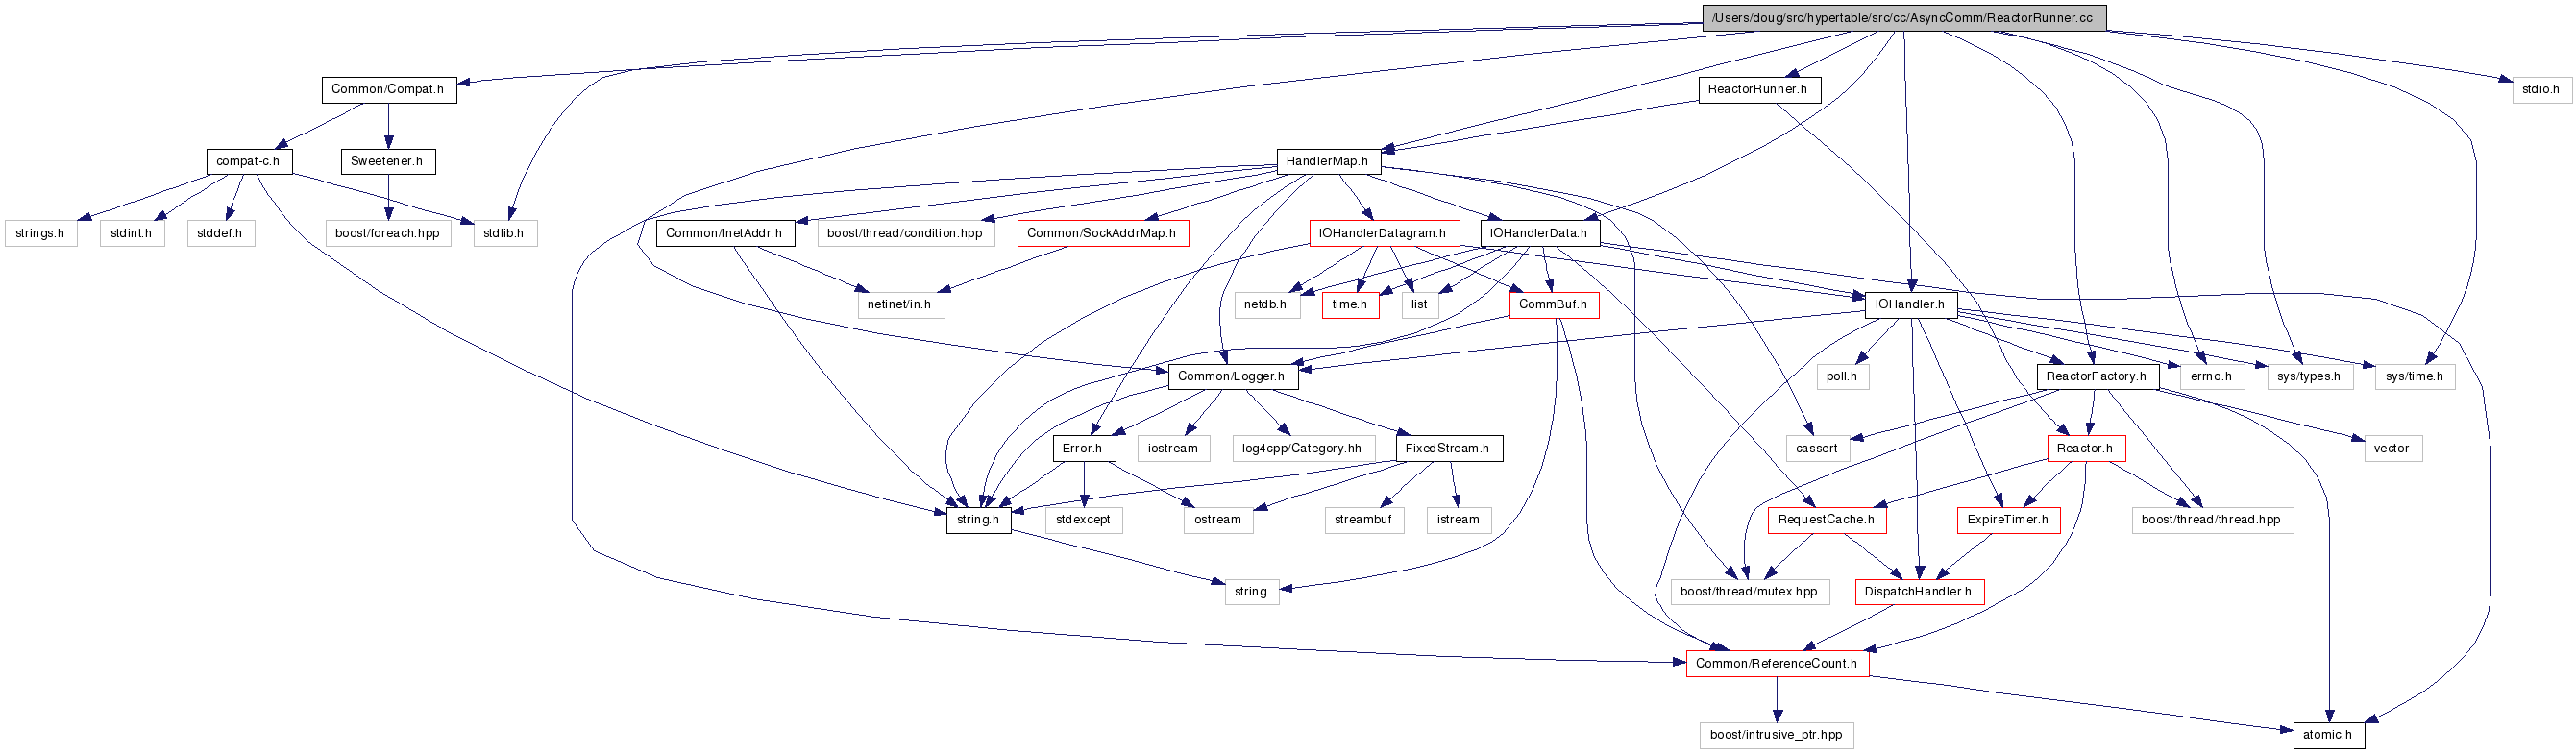 /Users/doug/src/hypertable/src/cc/AsyncComm/ReactorRunner.cc
Common/Compat.h
ReactorRunner.h
stdio.h
compat-c.h
Sweetener.h
HandlerMap.h
strings.h
stdint.h
stddef.h
boost/foreach.hpp
stdlib.h
Common/InetAddr.h
boost/thread/condition.hpp
Common/SockAddrMap.h
IOHandlerDatagram.h
IOHandlerData.h
netinet/in.h
netdb.h
time.h
list
CommBuf.h
IOHandler.h
Common/Logger.h
poll.h
ReactorFactory.h
errno.h
sys/types.h
sys/time.h
Error.h
iostream
log4cpp/Category.hh
FixedStream.h
cassert
Reactor.h
vector
string.h
stdexcept
ostream
streambuf
istream
RequestCache.h
ExpireTimer.h
boost/thread/thread.hpp
string
boost/thread/mutex.hpp
DispatchHandler.h
Common/ReferenceCount.h
boost/intrusive_ptr.hpp
atomic.h